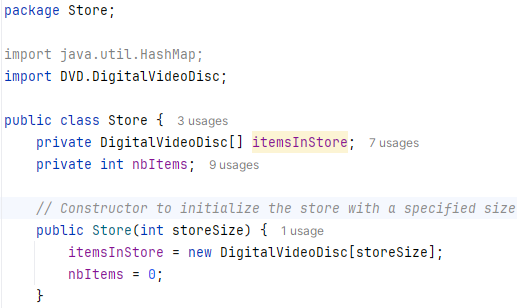 package Store;
import java.util.HashMap;
import DVD.DigitalVideoDisc;
public class Store {  3 usages
    private DigitalVideoDisc[] itemsInStore;  7 usages
    private int nbItems;  9 usages
    // Constructor to initialize the store with a specified size
    public Store(int storeSize) {  1 usage
        itemsInStore = new DigitalVideoDisc[storeSize];
        nbItems = 0;
    }